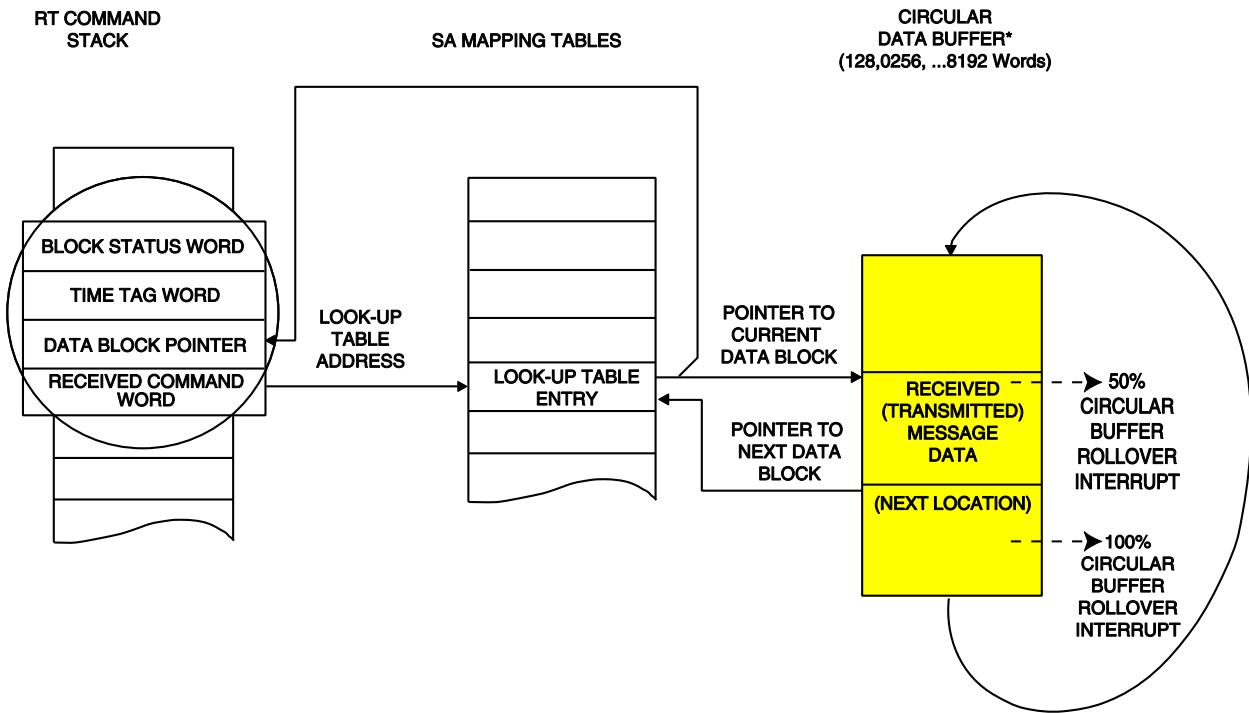 RT COMMAND
STACK
SA MAPPING TABLES
CIRCULAR
DATA BUFFER*
(128,0256, ...8192 Words)
BLOCK STATUS WORD
TIME TAG WORD
DATA BLOCK POINTER
RECEIVED COMMAND
WORD
LOOK-UP
TABLE
ADDRESS
LOOK-UP TABLE
ENTRY
POINTER TO
CURRENT
DATA BLOCK
POINTER TO
NEXT DATA
BLOCK
RECEIVED
(TRANSMITTED)
MESSAGE
DATA
(NEXT LOCATION)
50%
CIRCULAR
BUFFER
ROLLOVER
INTERRUPT
100%
CIRCULAR
BUFFER
ROLLOVER
INTERRUPT